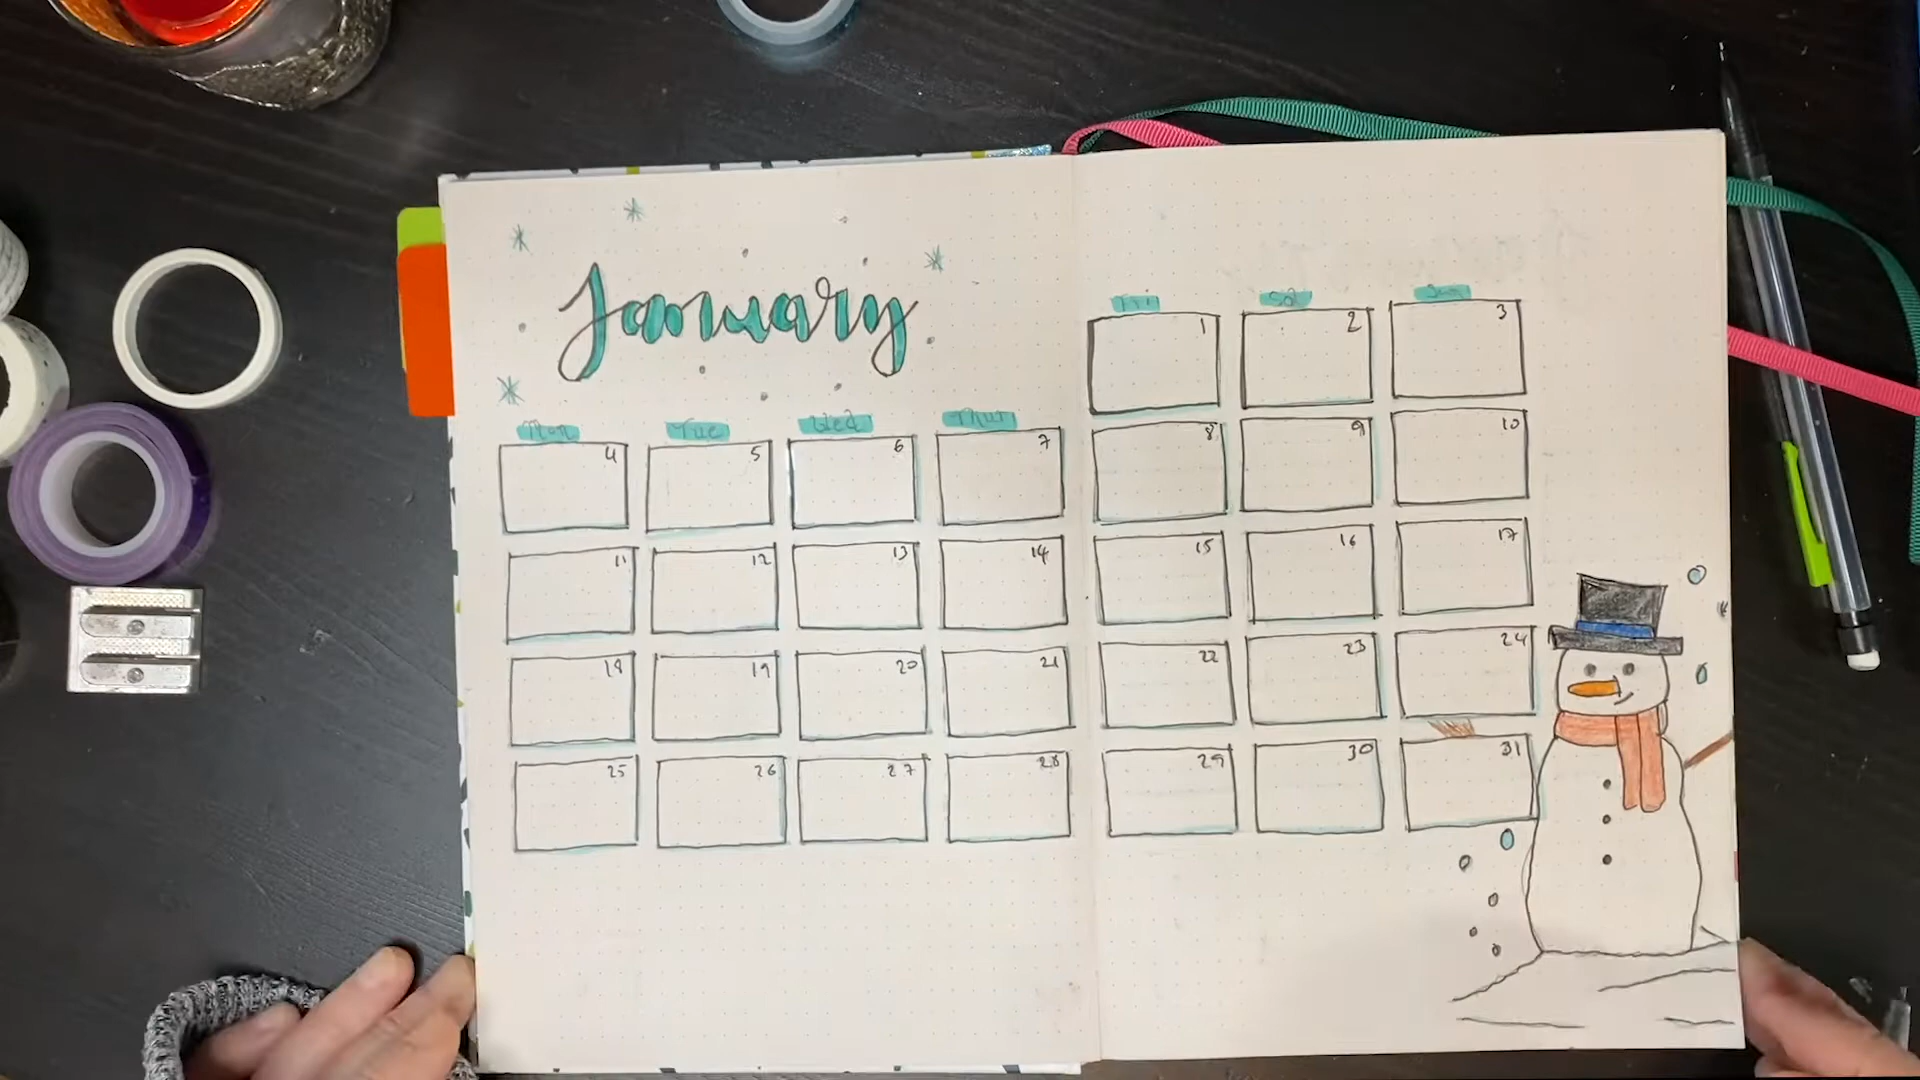 January
Fri Sat Sun
1 2 3
Mon Tue Wed Thur
4 5 6 7 8 9 10
11 12 13 14 15 16 17
18 19 20 21 22 23 24
25 26 27 28 29 30 31